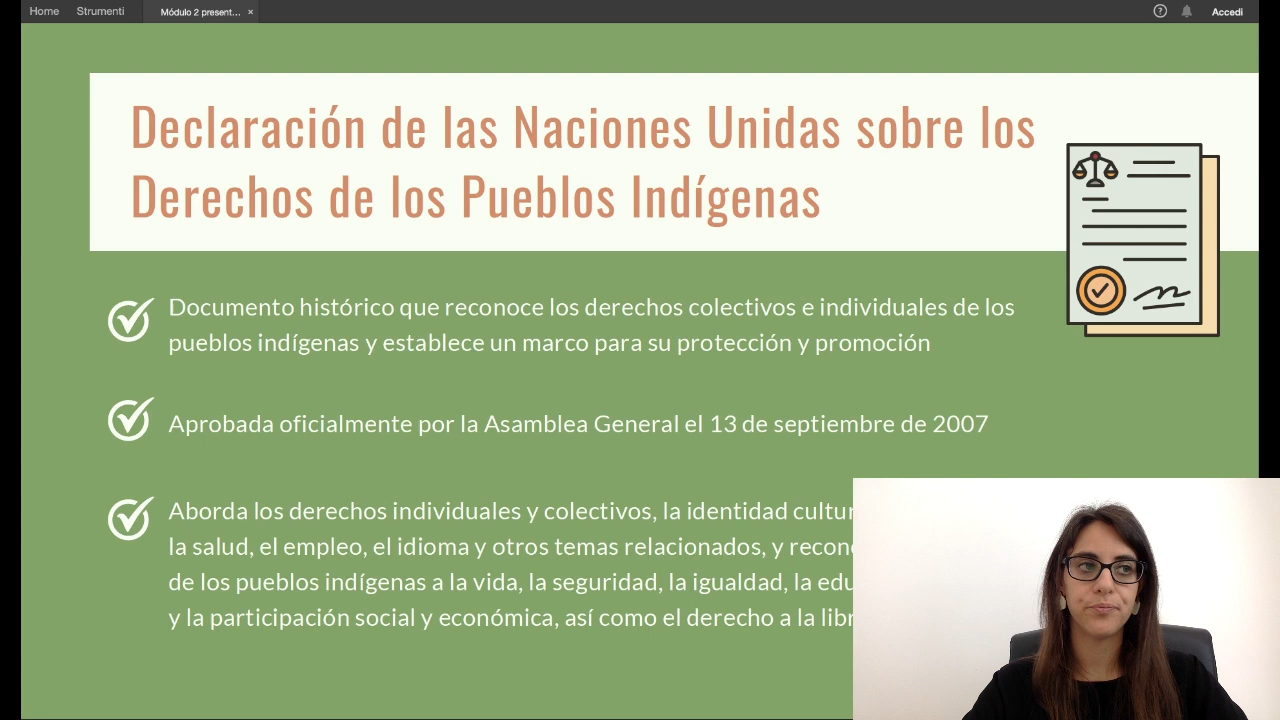 Home Strumenti Módulo 2 present... × ? Accedi
Declaración de las Naciones Unidas sobre los
Derechos de los Pueblos Indígenas
Documento histórico que reconoce los derechos colectivos e individuales de los
pueblos indígenas y establece un marco para su protección y promoción
Aprobada oficialmente por la Asamblea General el 13 de septiembre de 2007
Aborda los derechos individuales y colectivos, la identidad
la salud, el empleo, el idioma y otros temas relacionados, y
de los pueblos indígenas a la vida, la seguridad, la igualdad, la
y la participación social y económica, así como el derecho a la